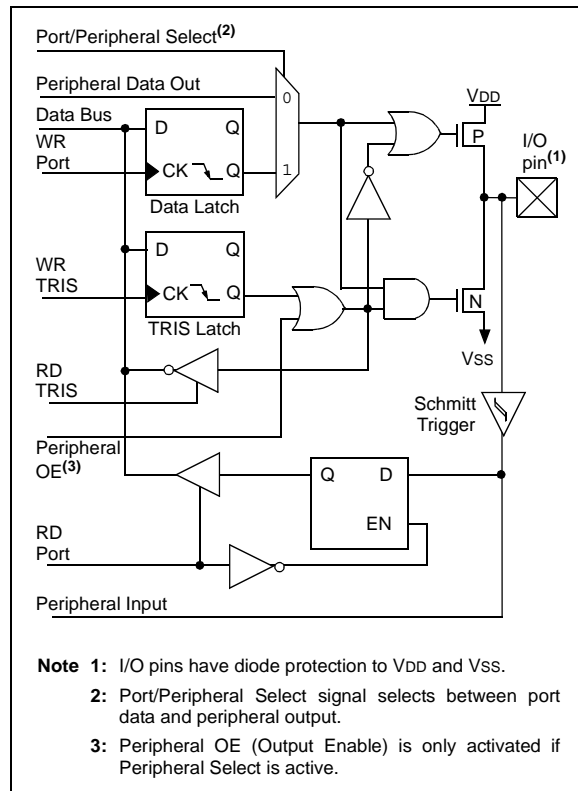 Port/Peripheral Select(2)
Peripheral Data Out
Data Bus
WR
Port
D
Q
CK
Q
Data Latch
0
1
VDD
P
I/O
pin(1)
WR
TRIS
D
Q
CK
Q
TRIS Latch
N
VSS
RD
TRIS
Schmitt
Trigger
Peripheral
OE(3)
Q
D
EN
RD
Port
Peripheral Input
Note 1: I/O pins have diode protection to VDD and VSS.
2: Port/Peripheral Select signal selects between port
data and peripheral output.
3: Peripheral OE (Output Enable) is only activated if
Peripheral Select is active.